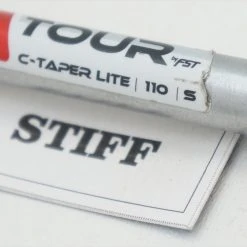 TOUR
by FST
C-TAPER LITE | 110 | S
STIFF